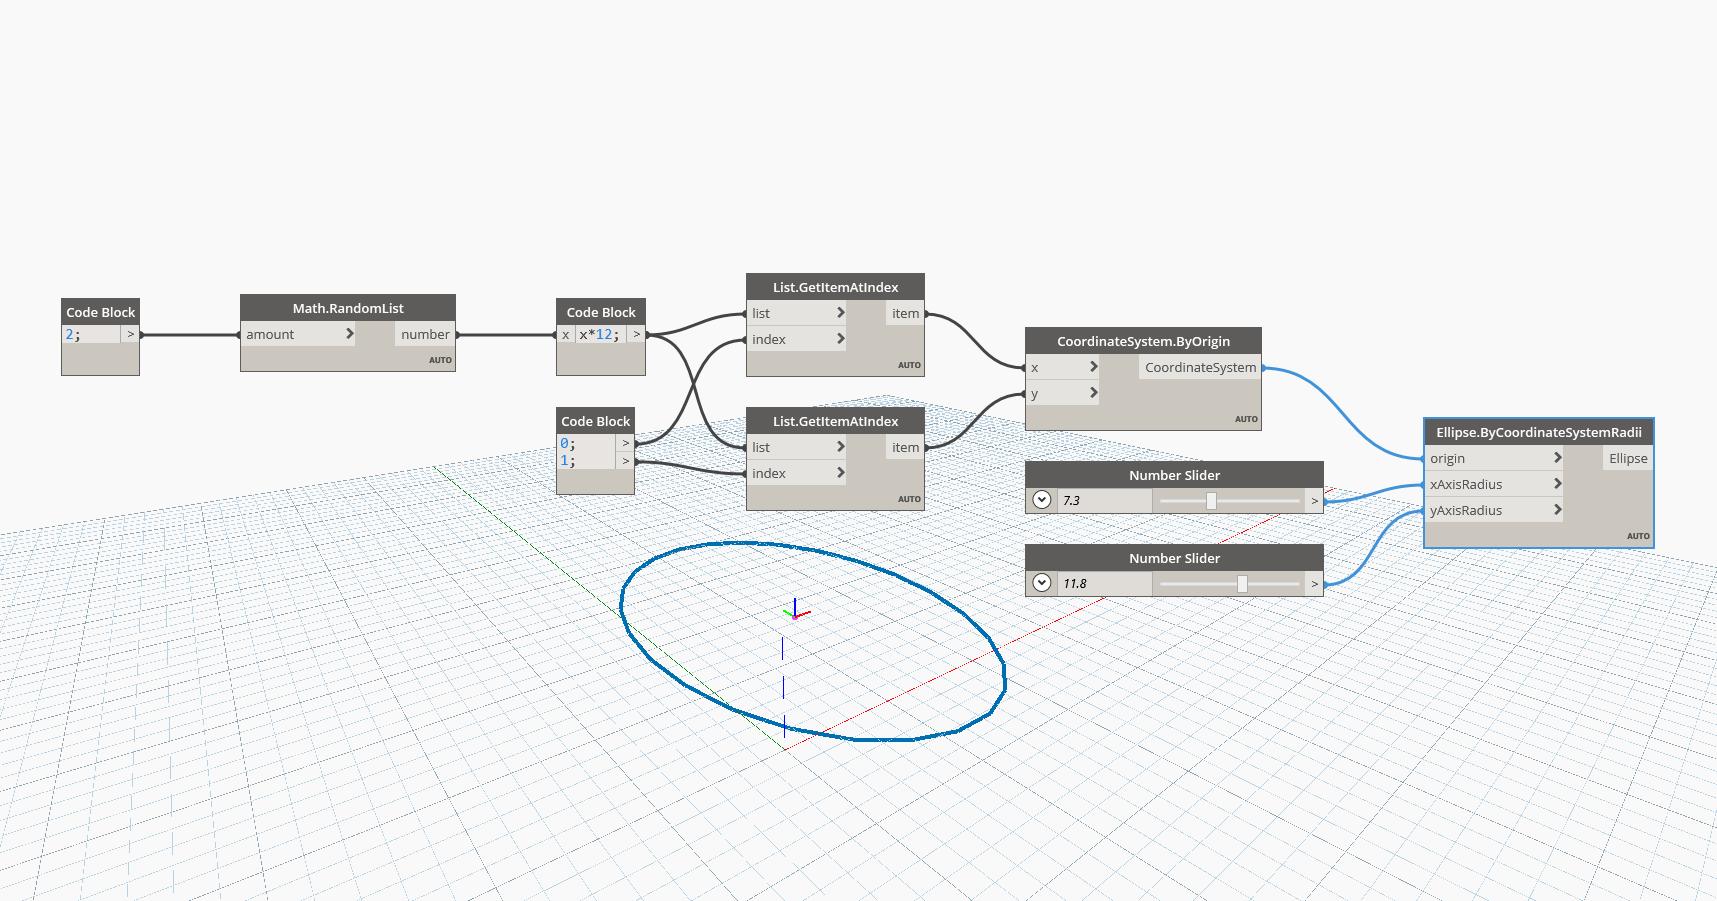 Code Block
2; >
Math.RandomList
amount > number
AUTO
Code Block
x x*12; >
Code Block
0; >
1; >
List.GetItemAtIndex
list > item
index >
AUTO
List.GetItemAtIndex
list > item
index >
AUTO
CoordinateSystem.ByOrigin
x > CoordinateSystem
y >
AUTO
Number Slider
7.3 >
Number Slider
11.8 >
Ellipse.ByCoordinateSystemRadii
origin > Ellipse
xAxisRadius >
yAxisRadius >
AUTO